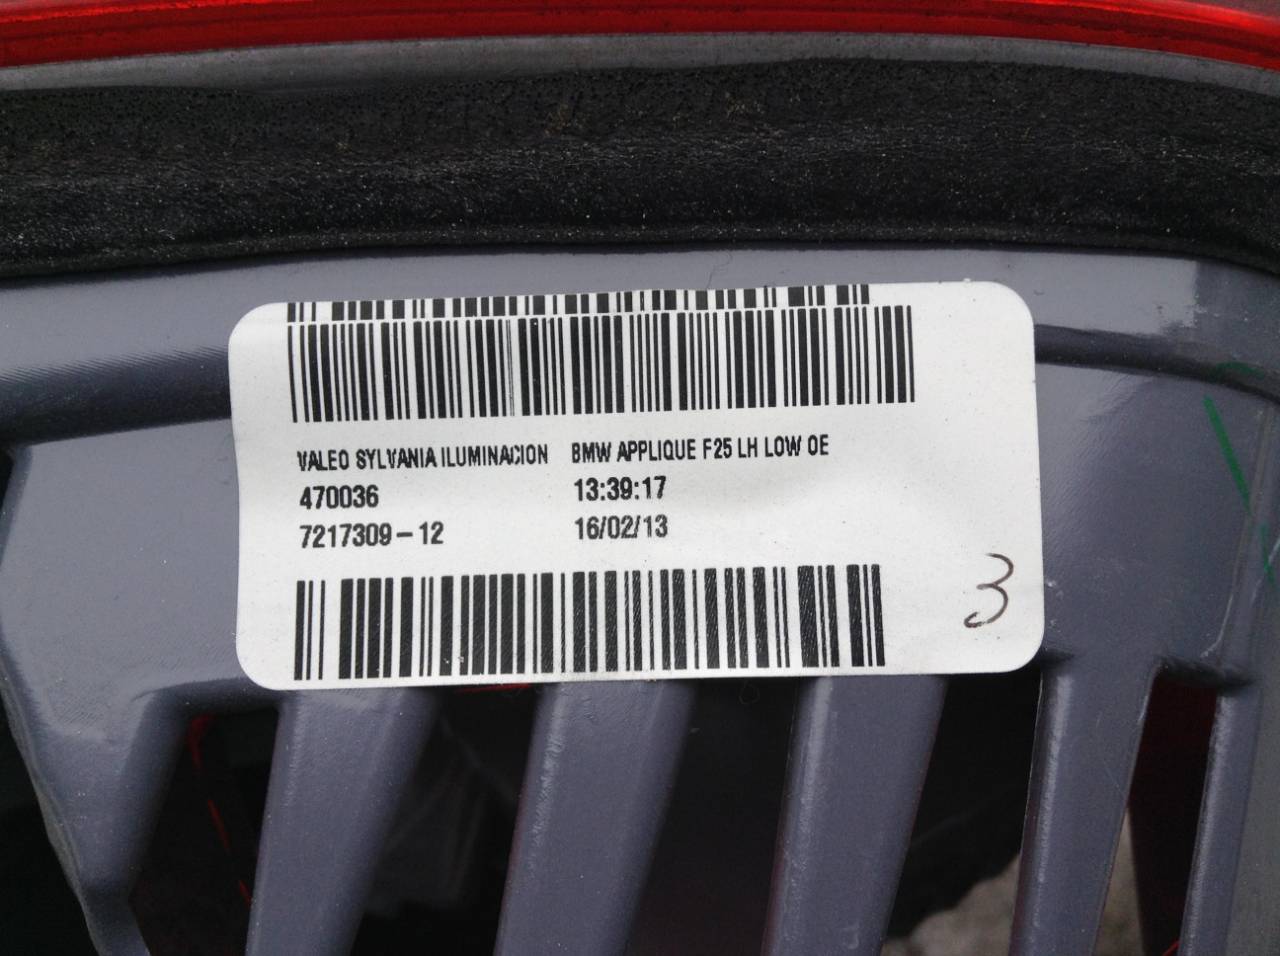 VALEO SYLVANIA ILUMINACION BMW APPLIQUE F25 LH LOW OE
470036 13:39:17
7217309-12 16/02/13
3